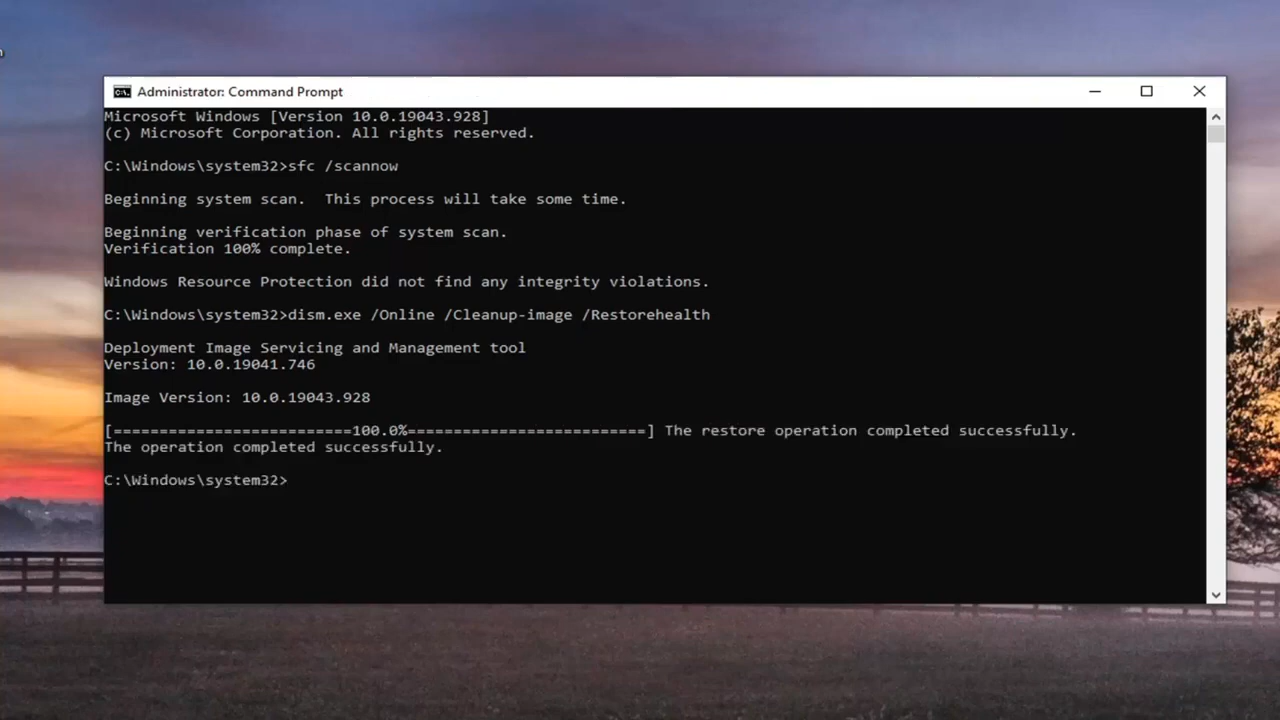 Administrator: Command Prompt
Microsoft Windows [Version 10.0.19043.928]
(c) Microsoft Corporation. All rights reserved.
C:\Windows\system32>sfc /scannow
Beginning system scan.  This process will take some time.
Beginning verification phase of system scan.
Verification 100% complete.
Windows Resource Protection did not find any integrity violations.
C:\Windows\system32>dism.exe /Online /Cleanup-image /Restorehealth
Deployment Image Servicing and Management tool
Version: 10.0.19041.746
Image Version: 10.0.19043.928
[==========================100.0%==========================] The restore operation completed successfully.
The operation completed successfully.
C:\Windows\system32>